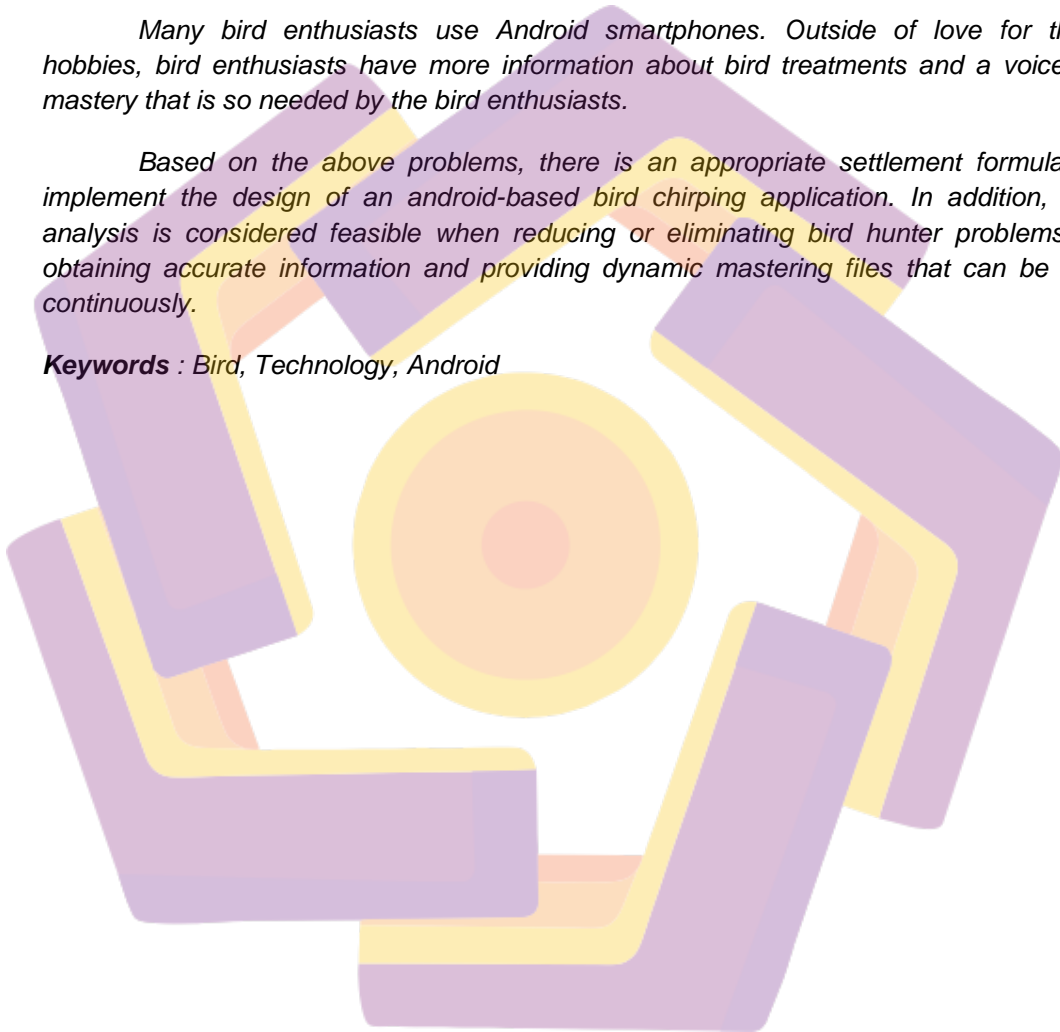 Many bird enthusiasts use Android smartphones. Outside of love for
hobbies, bird enthusiasts have more information about bird treatments and a voice
mastery that is so needed by the bird enthusiasts.
Based on the above problems, there is an appropriate settlement
implement the design of an android-based bird chirping application. In addition,
analysis is considered feasible when reducing or eliminating bird hunter problems
obtaining accurate information and providing dynamic mastering files that can be
continuously.
Keywords : Bird, Technology, Android